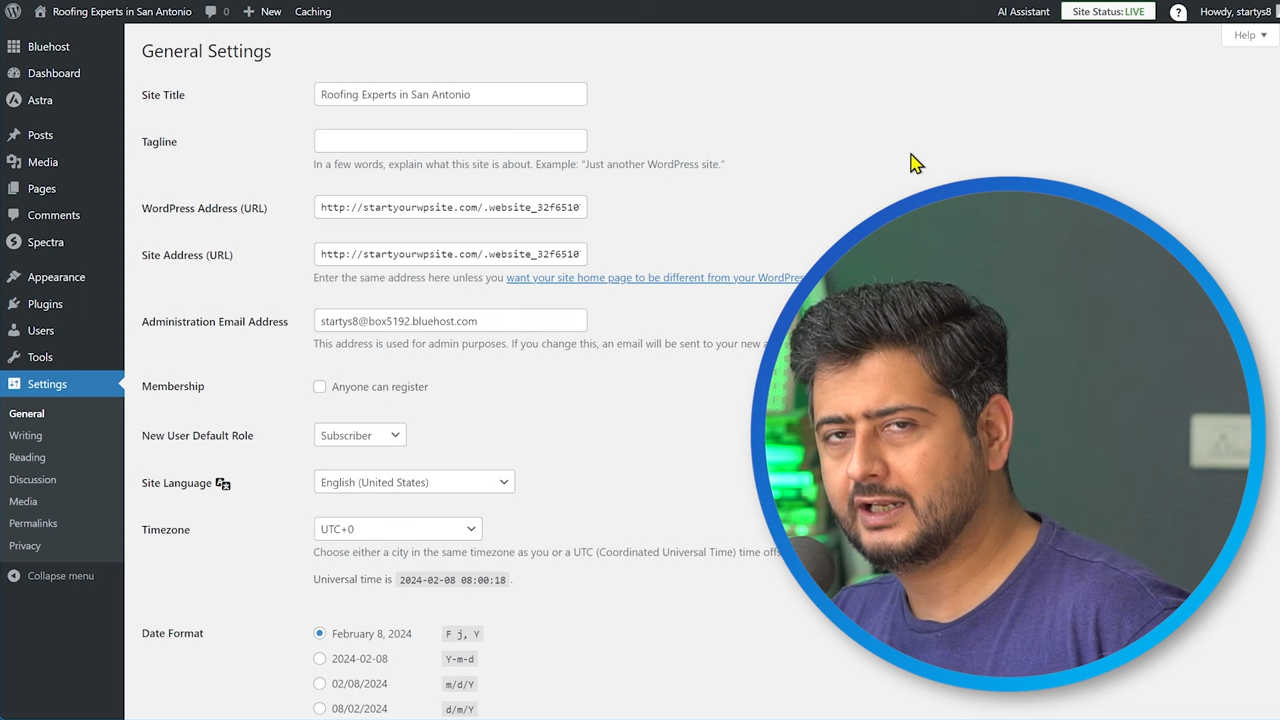 Roofing Experts in San Antonio 0 + New Caching AI Assistant Site Status: LIVE ? Howdy, startys8
Help
Bluehost
Dashboard
Astra
Posts
Media
Pages
Comments
Spectra
Appearance
Plugins
Users
Tools
Settings
General
Writing
Reading
Discussion
Media
Permalinks
Privacy
Collapse menu
General Settings
Site Title Roofing Experts in San Antonio
Tagline
In a few words, explain what this site is about. Example: “Just another WordPress site.”
WordPress Address (URL) http://startyourwpsite.com/.website_32f6510
Site Address (URL) http://startyourwpsite.com/.website_32f6510
Enter the same address here unless you want your site home page to be different from your WordPres
Administration Email Address startys8@box5192.bluehost.com
This address is used for admin purposes. If you change this, an email will be sent to your new a
Membership Anyone can register
New User Default Role Subscriber
Site Language English (United States)
Timezone UTC+0
Choose either a city in the same timezone as you or a UTC (Coordinated Universal Time) time off
Universal time is 2024-02-08 08:00:18 .
Date Format February 8, 2024 F j, Y
2024-02-08 Y-m-d
02/08/2024 m/d/Y
08/02/2024 d/m/Y